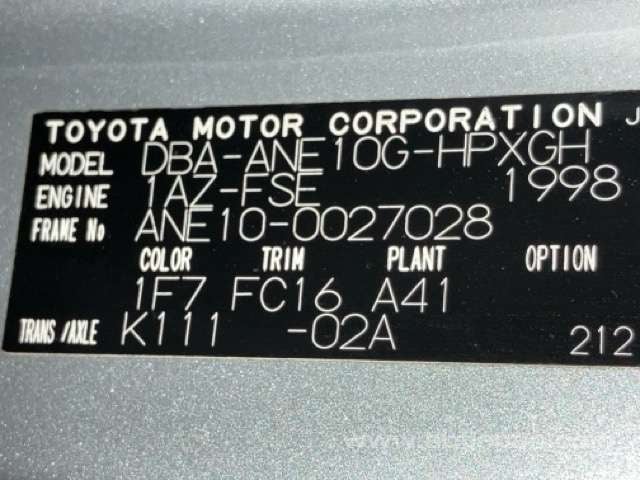 TOYOTA MOTOR CORPORATION J
MODEL DBA-ANE10G-HPXGH
ENGINE 1AZ-FSE 1998
FRAME No ANE10-0027028
COLOR TRIM PLANT OPTION
1F7 FC16 A41
TRANS/AXLE K111 -02A 212